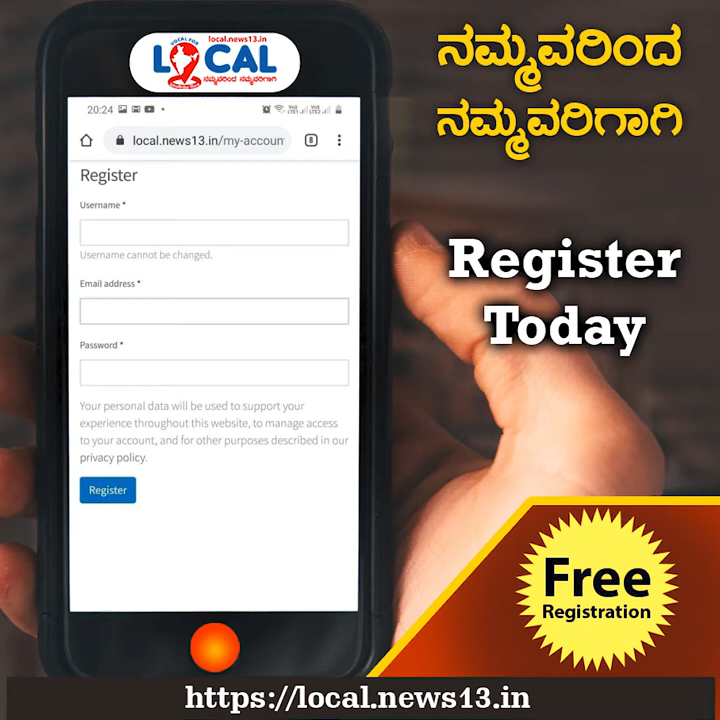 local.news13.in
VOCAL FOR
LOCAL
ನಮ್ಮವರಿಂದ ನಮ್ಮವರಿಗಾಗಿ
ನಮ್ಮವರಿಂದ
ನಮ್ಮವರಿಗಾಗಿ
20:24
local.news13.in/my-accoun
8
Register
Username *
Username cannot be changed.
Email address *
Password *
Your personal data will be used to support your
experience throughout this website, to manage access
to your account, and for other purposes described in our
privacy policy.
Register
Register
Today
Free
Registration
https://local.news13.in